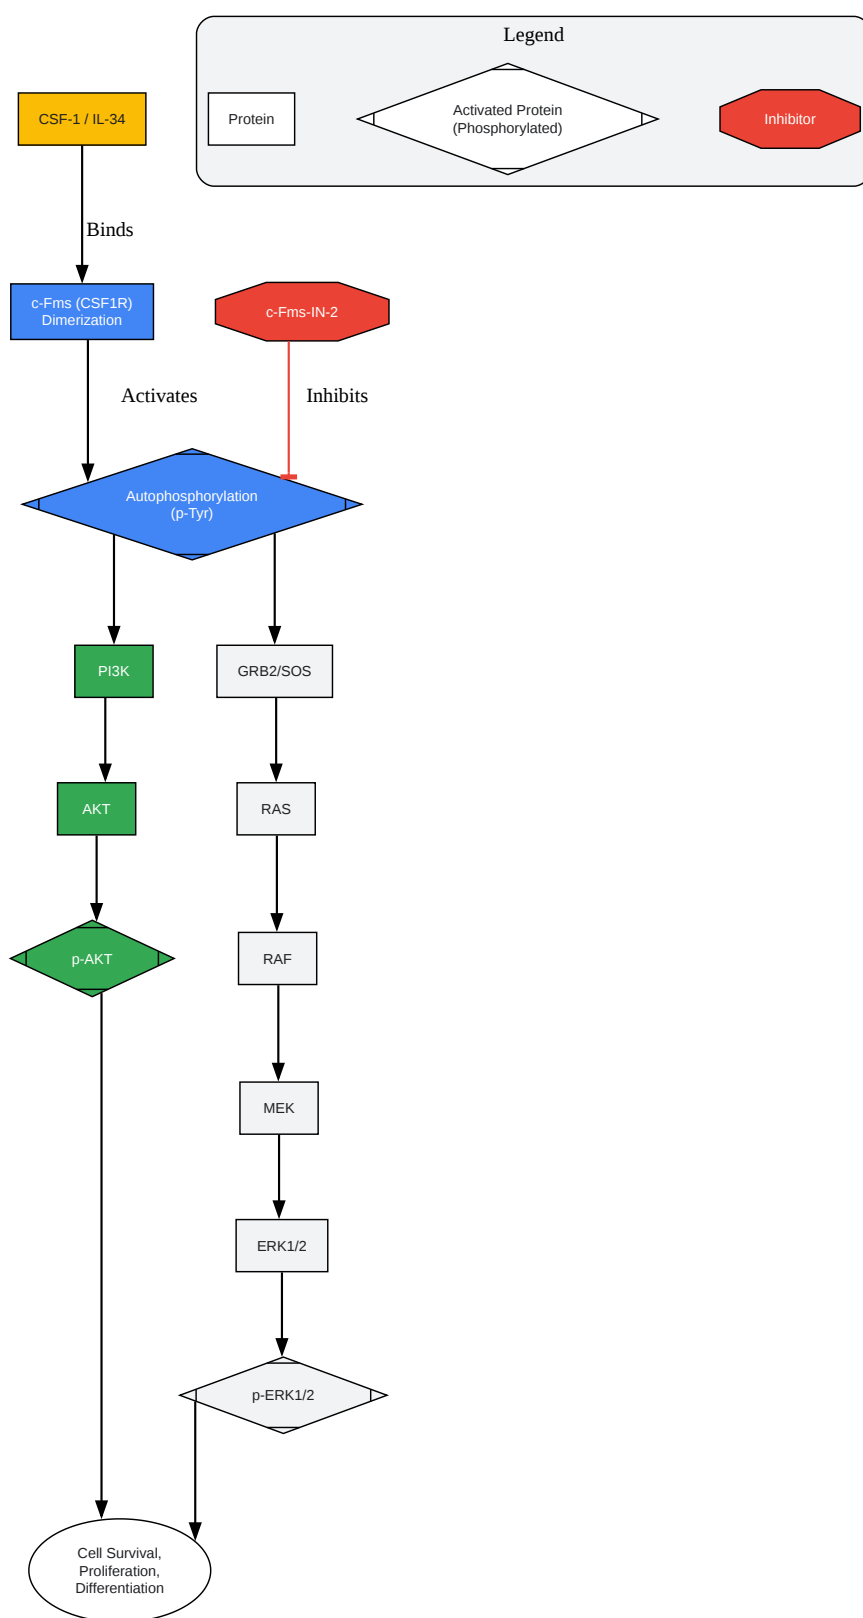 Legend
CSF-1 / IL-34
Protein
Activated Protein
(Phosphorylated)
Inhibitor
Binds
c-Fms (CSF1R)
Dimerization
c-Fms-IN-2
Activates
Inhibits
Autophosphorylation
(p-Tyr)
PI3K
GRB2/SOS
AKT
RAS
p-AKT
RAF
MEK
ERK1/2
p-ERK1/2
Cell Survival,
Proliferation,
Differentiation